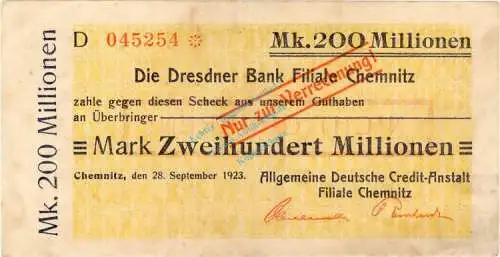 Mk. 200 Millionen
D 045254 Mk. 200 Millionen
Die Dresdner Bank Filiale Chemnitz
zahle gegen diesen Scheck aus unserem Guthaben
an Überbringer
Nur zur Verrechnung!
Mark Zweihundert Millionen
Chemnitz, den 28. September 1923.
Allgemeine Deutsche Credit-Anstalt
Filiale Chemnitz